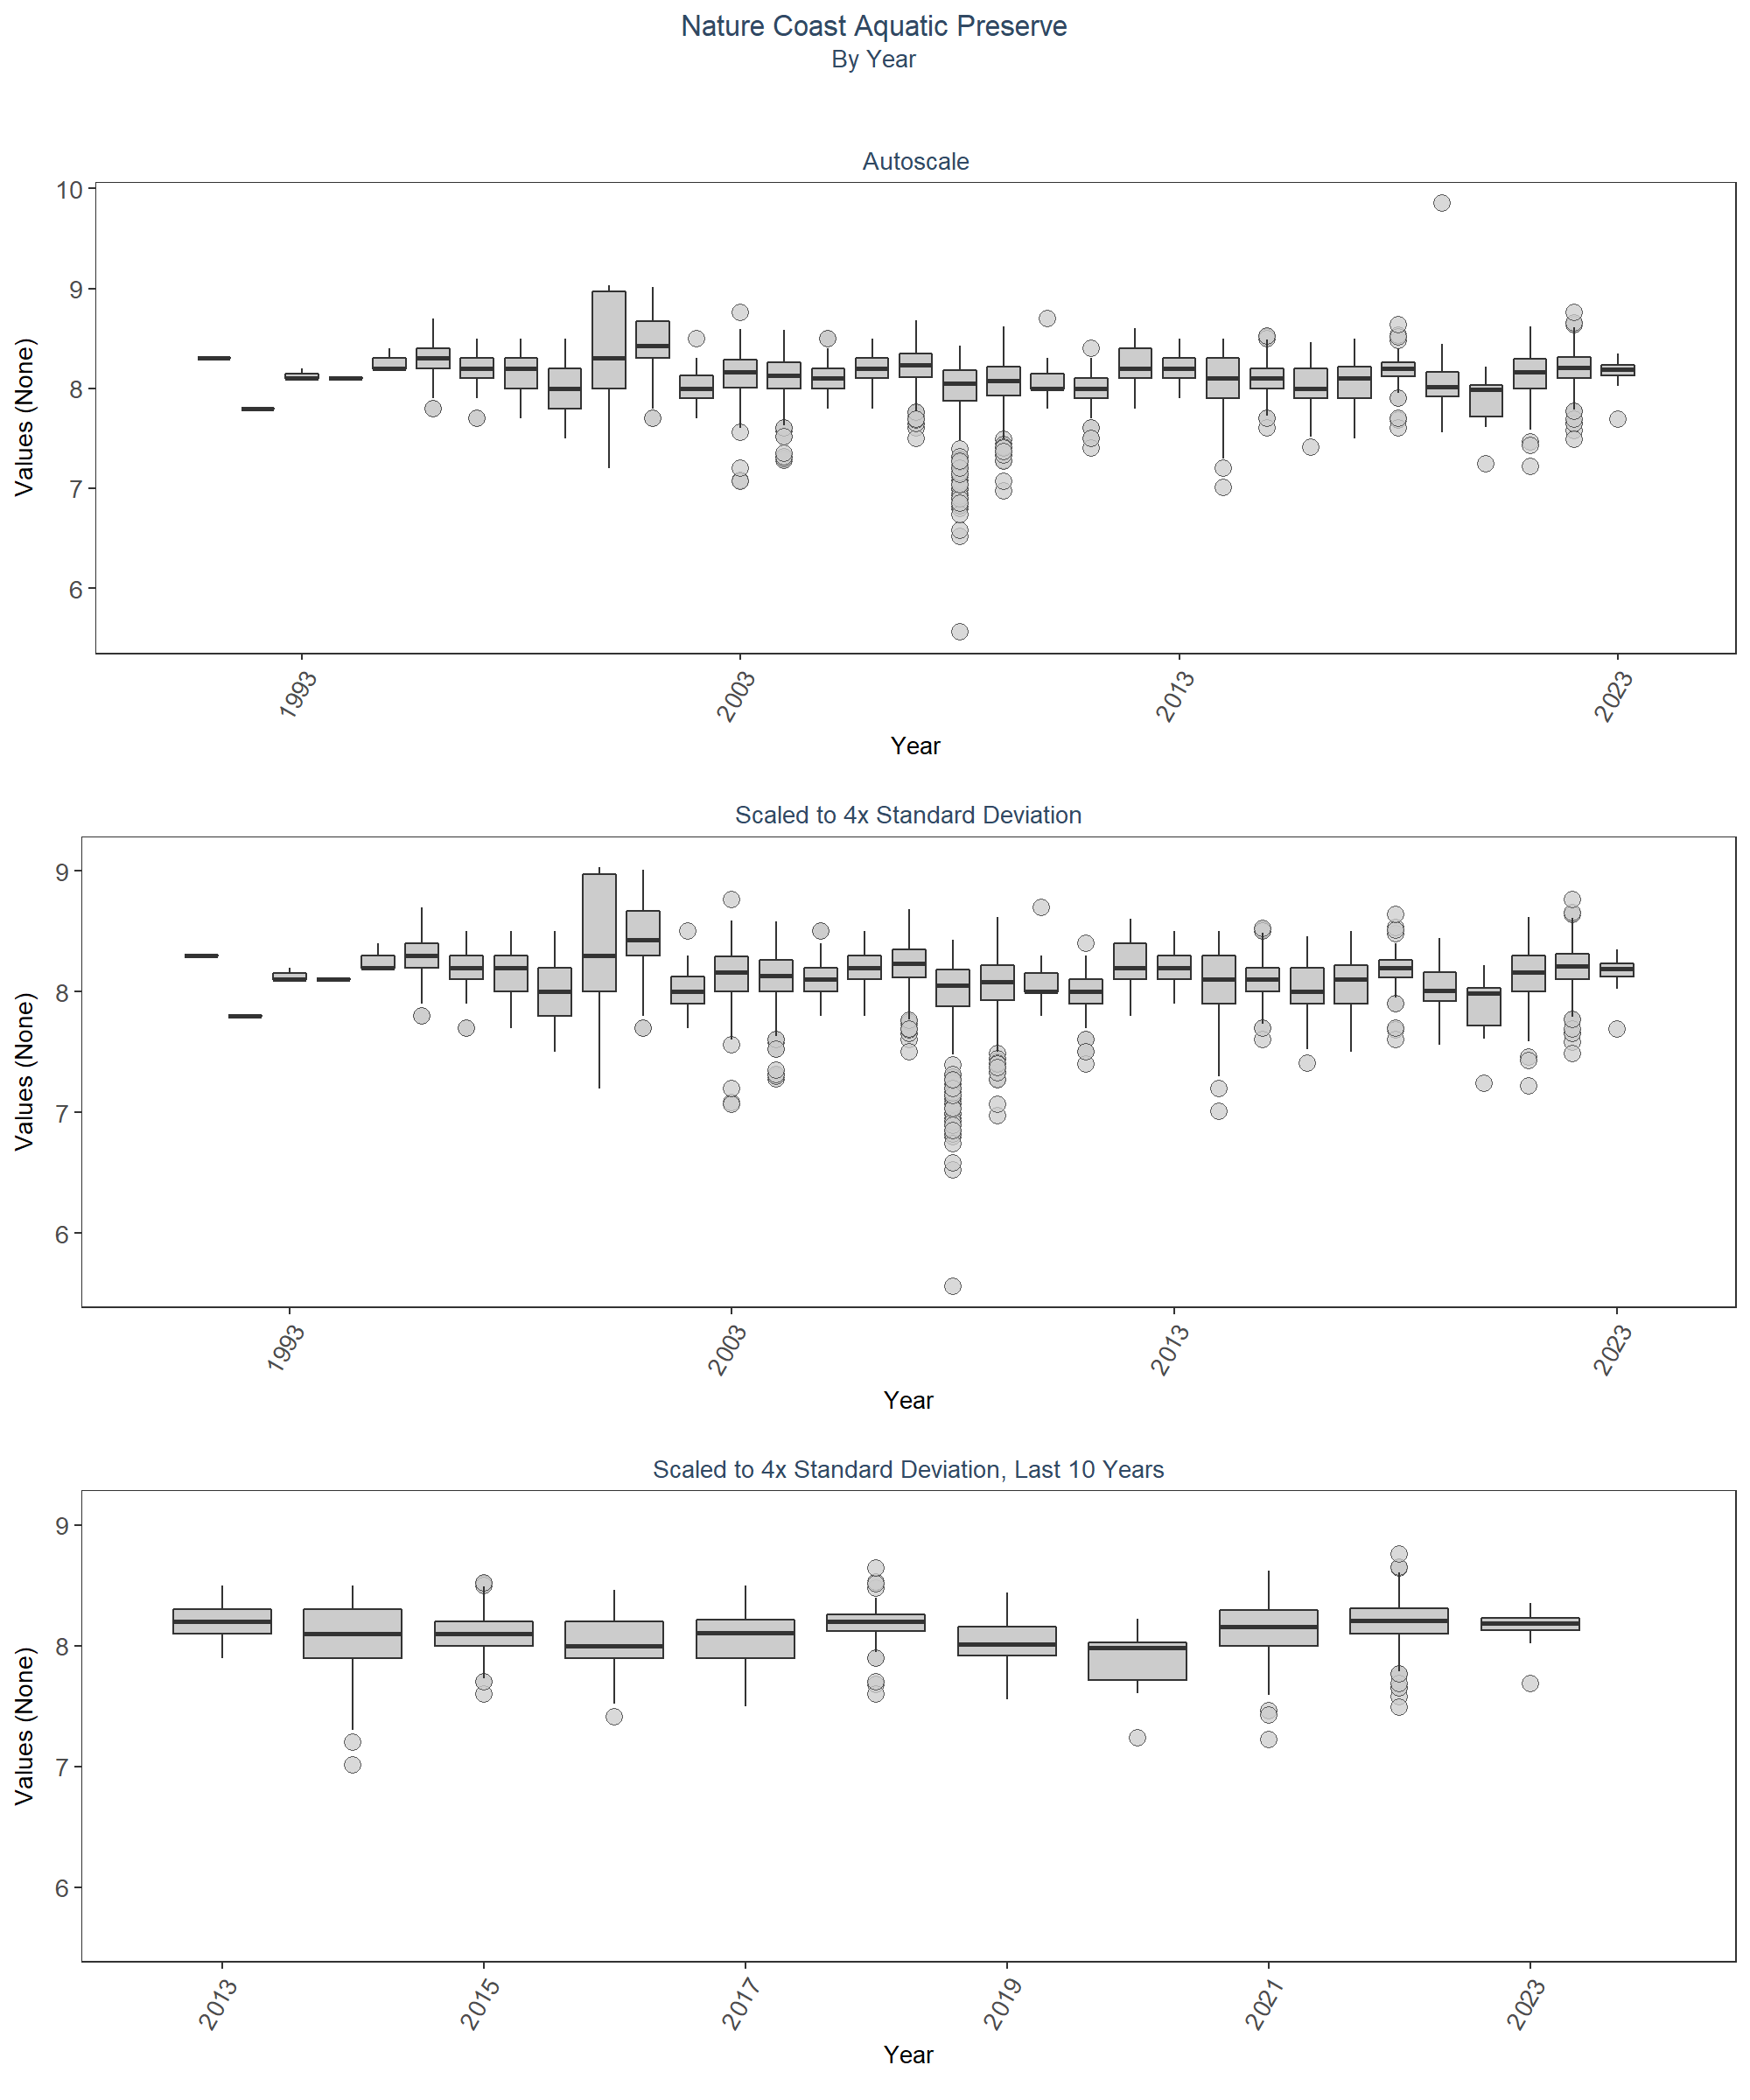 Nature Coast Aquatic Preserve
By Year
Autoscale
Values (None)
10
9
8
7
6
1993
2003
2013
2023
Year
Scaled to 4x Standard Deviation
Values (None)
9
8
7
6
1993
2003
2013
2023
Year
Scaled to 4x Standard Deviation, Last 10 Years
Values (None)
9
8
7
6
2013
2015
2017
2019
2021
2023
Year